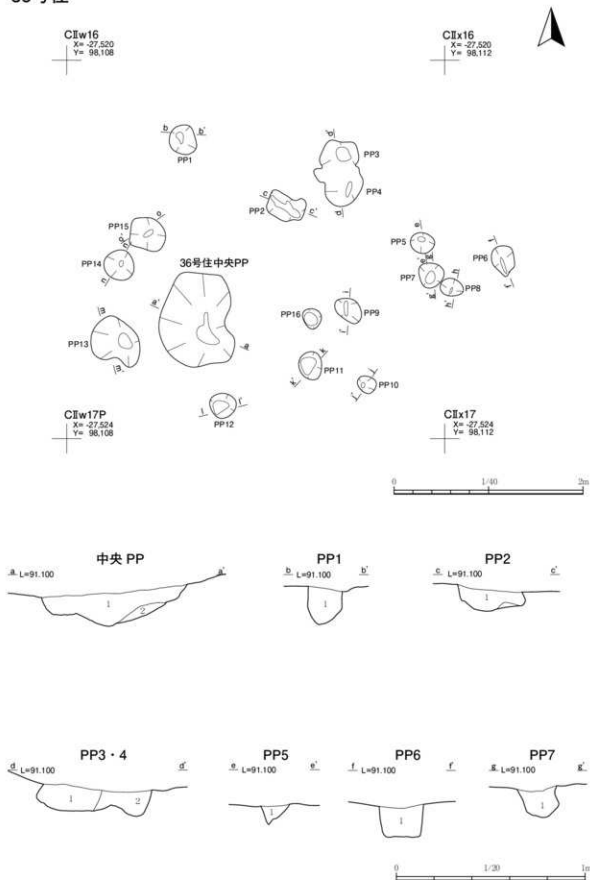 CⅡw16
X= -27,520
Y= 98,108
CⅡx16
X= -27,520
Y= 98,112
b b'
PP1
d
PP3
PP4
d'
c
PP2
c'
PP15
o
o'
n'
PP14
n
36号住中央PP
a'
a
e
PP5
e'
g
PP7
g'
h
PP8
h'
f
PP6
f'
m
PP13
m'
PP16
i
PP9
i'
k
PP11
k'
j
PP10
j'
l l'
PP12
CⅡw17P
X= -27,524
Y= 98,108
CⅡx17
X= -27,524
Y= 98,112
0 1/40 2m
中央 PP
a L=91.100 a'
1
2
PP1
b L=91.100 b'
1
PP2
c L=91.100 c'
1
PP3・4
d L=91.100 d'
1 2
PP5
e L=91.100 e'
1
PP6
f L=91.100 f'
1
PP7
g L=91.100 g'
1
0 1/20 1m